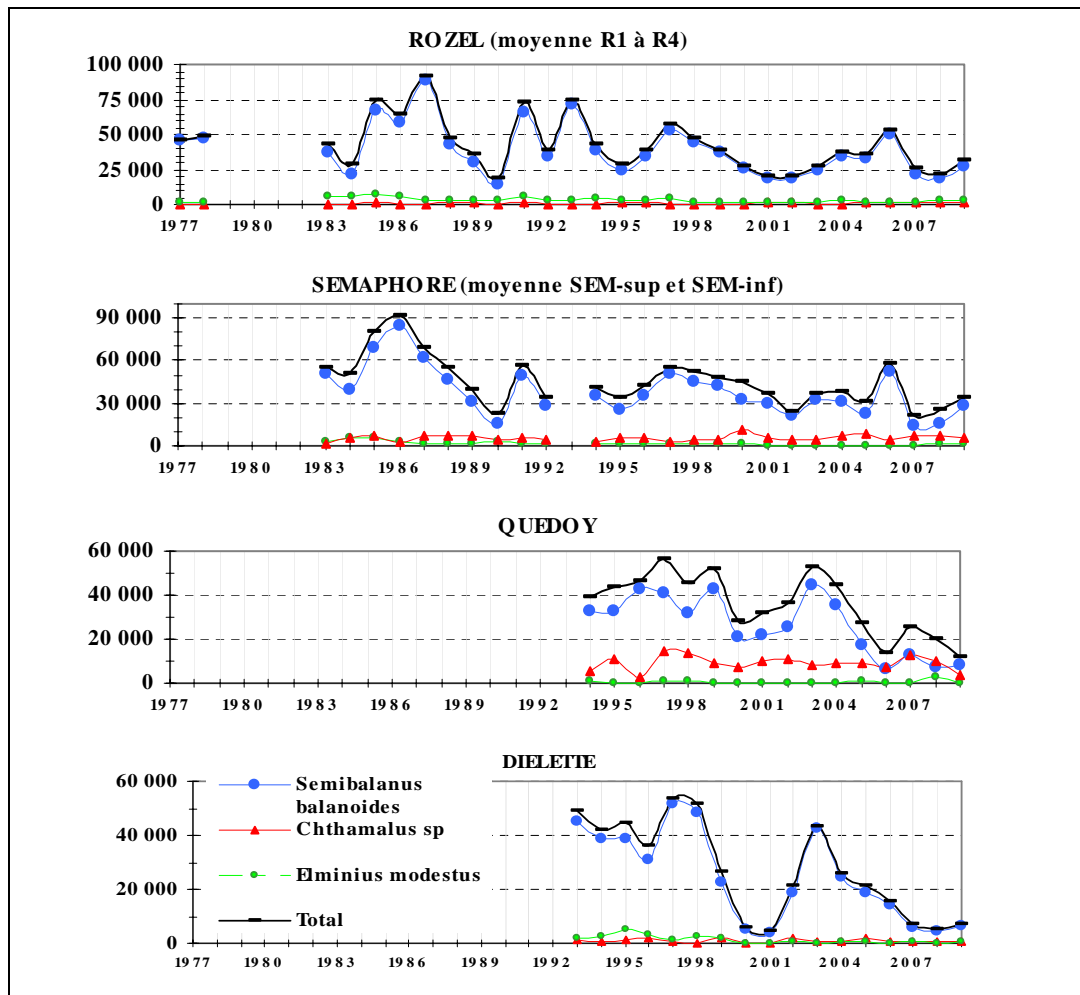 ROZEL (moyenne R1 à R4)
100 000
75 000
50 000
25 000
0
1977 1980 1983 1986 1989 1992 1995 1998 2001 2004 2007
SEMAPHORE (moyenne SEM-sup et SEM-inf)
90 000
60 000
30 000
0
1977 1980 1983 1986 1989 1992 1995 1998 2001 2004 2007
QUEDOY
60 000
40 000
20 000
0
1977 1980 1983 1986 1989 1992 1995 1998 2001 2004 2007
DIELETTE
60 000
40 000
20 000
0
Semibalanus
balanoides
Chthamalus sp
Elminius modestus
Total
1977 1980 1983 1986 1989 1992 1995 1998 2001 2004 2007